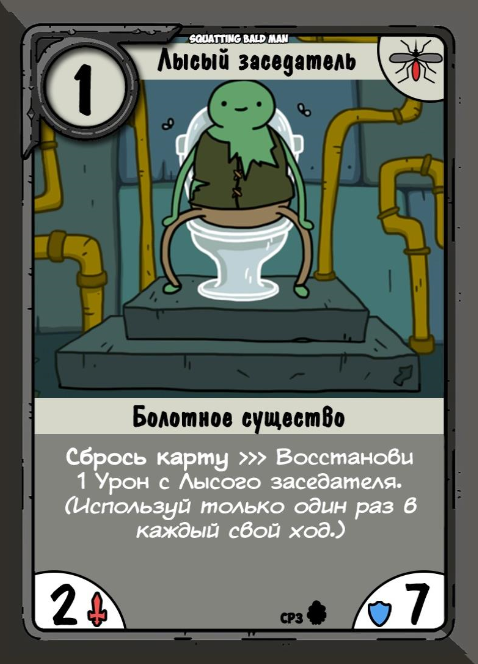 SQUATTING BALD MAN
1
Лысый заседатель
Болотное существо
Сбрось карту >>> Восстанови
1 Урон с Лысого заседателя.
(Используй только один раз в
каждый свой ход.)
2
CP3
7